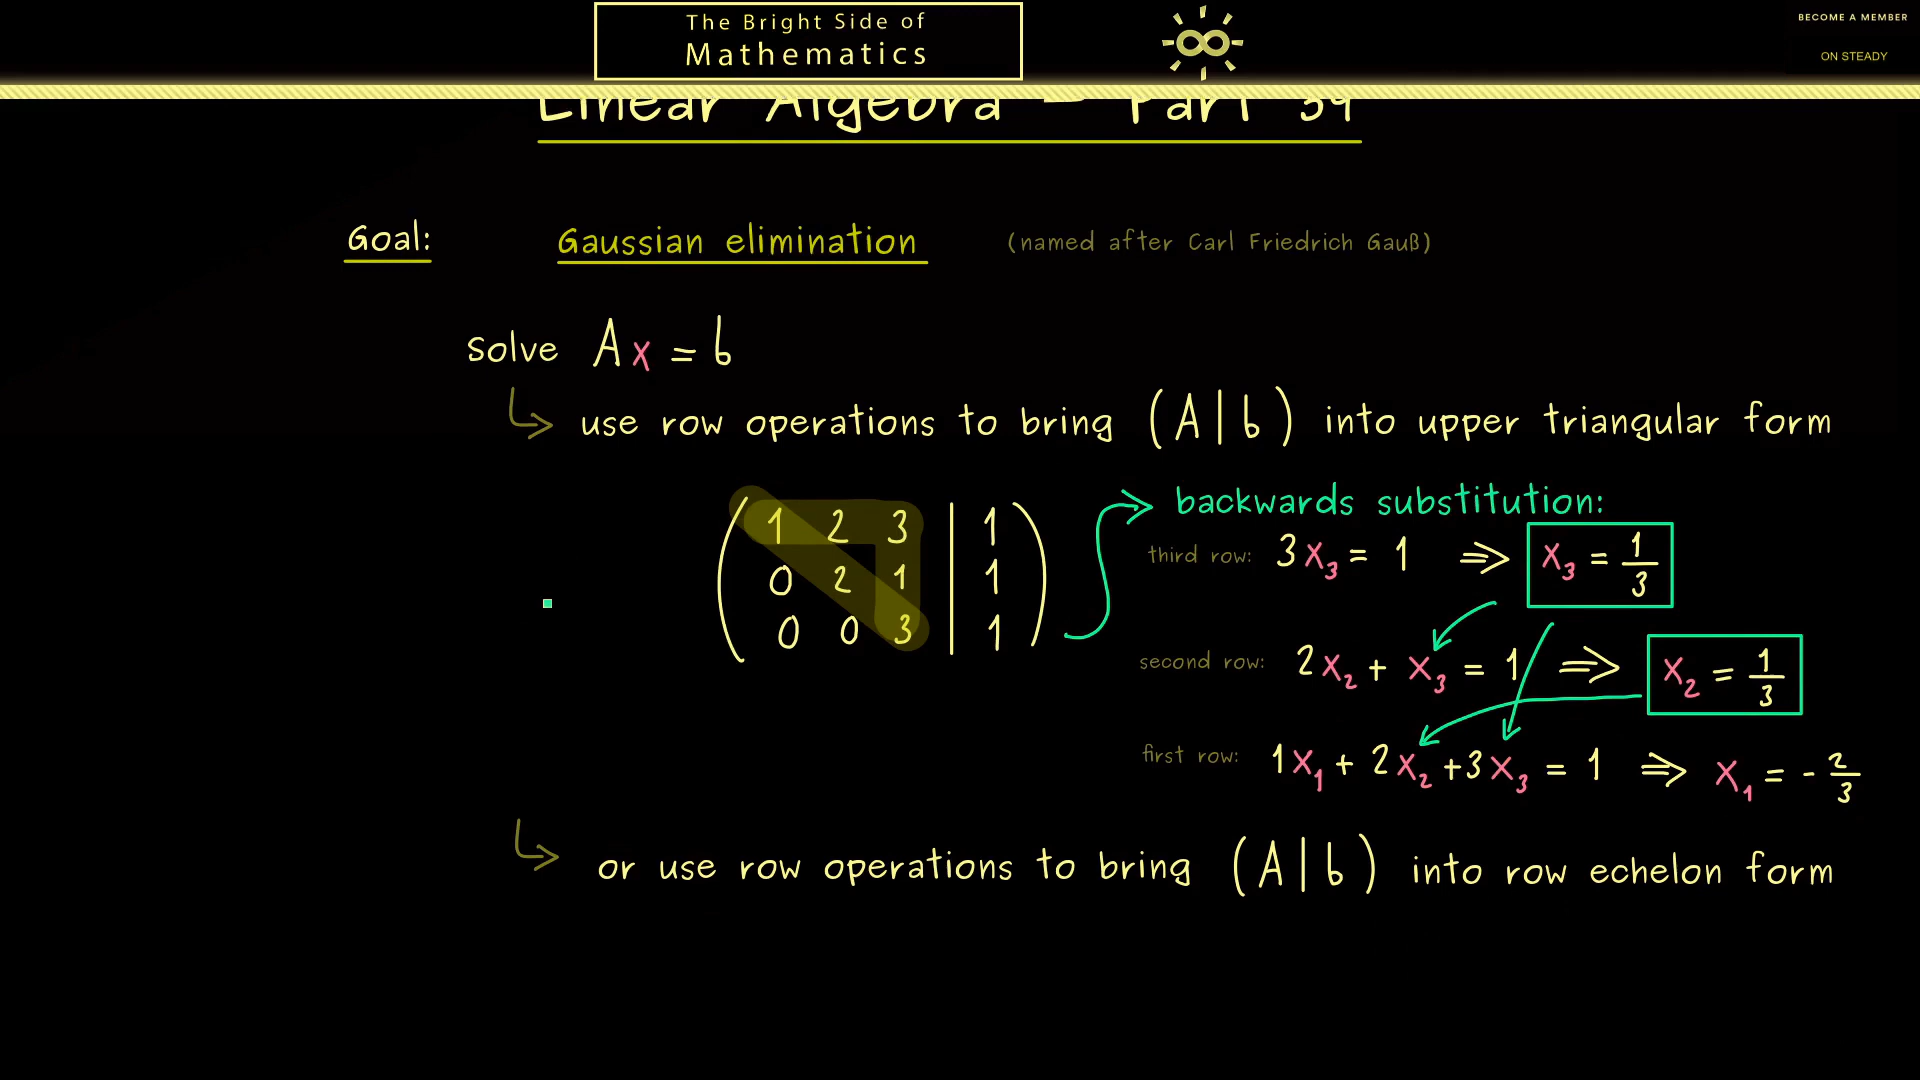 The Bright Side of
Mathematics
BECOME A MEMBER
ON STEADY
Linear Algebra – Part 39
Goal: Gaussian elimination (named after Carl Friedrich Gauß)
solve Ax = b
use row operations to bring (A|b) into upper triangular form
backwards substitution:
1 2 3 | 1
0 2 1 | 1
0 0 3 | 1
third row: 3x₃ = 1 ⇒ x₃ = 1/3
second row: 2x₂ + x₃ = 1 ⇒ x₂ = 1/3
first row: 1x₁ + 2x₂ + 3x₃ = 1 ⇒ x₁ = - 2/3
or use row operations to bring (A|b) into row echelon form